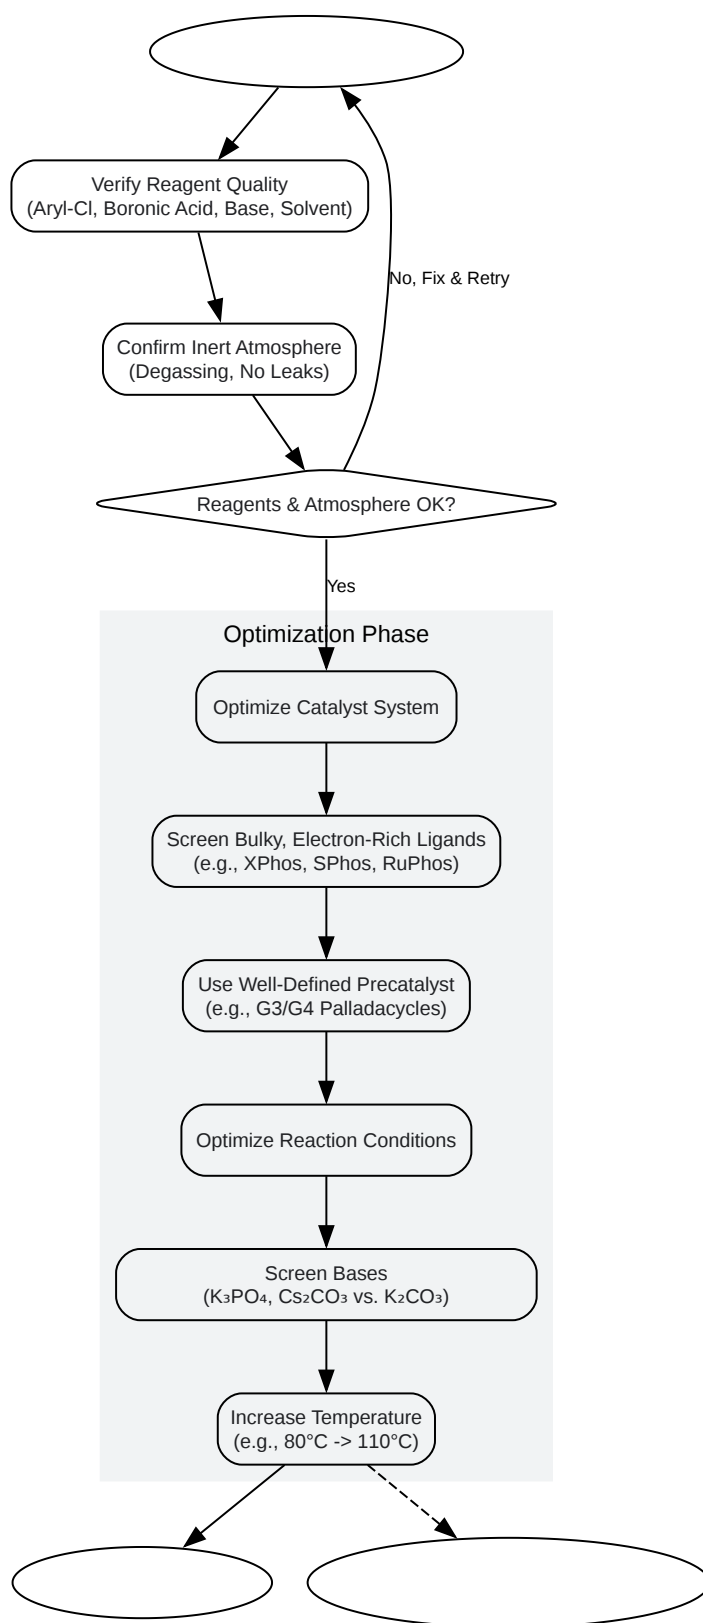 Verify Reagent Quality
(Aryl-Cl, Boronic Acid, Base, Solvent)
No, Fix & Retry
Confirm Inert Atmosphere
(Degassing, No Leaks)
Reagents & Atmosphere OK?
Yes
Optimization Phase
Optimize Catalyst System
Screen Bulky, Electron-Rich Ligands
(e.g., XPhos, SPhos, RuPhos)
Use Well-Defined Precatalyst
(e.g., G3/G4 Palladacycles)
Optimize Reaction Conditions
Screen Bases
(K₃PO₄, Cs₂CO₃ vs. K₂CO₃)
Increase Temperature
(e.g., 80°C -> 110°C)